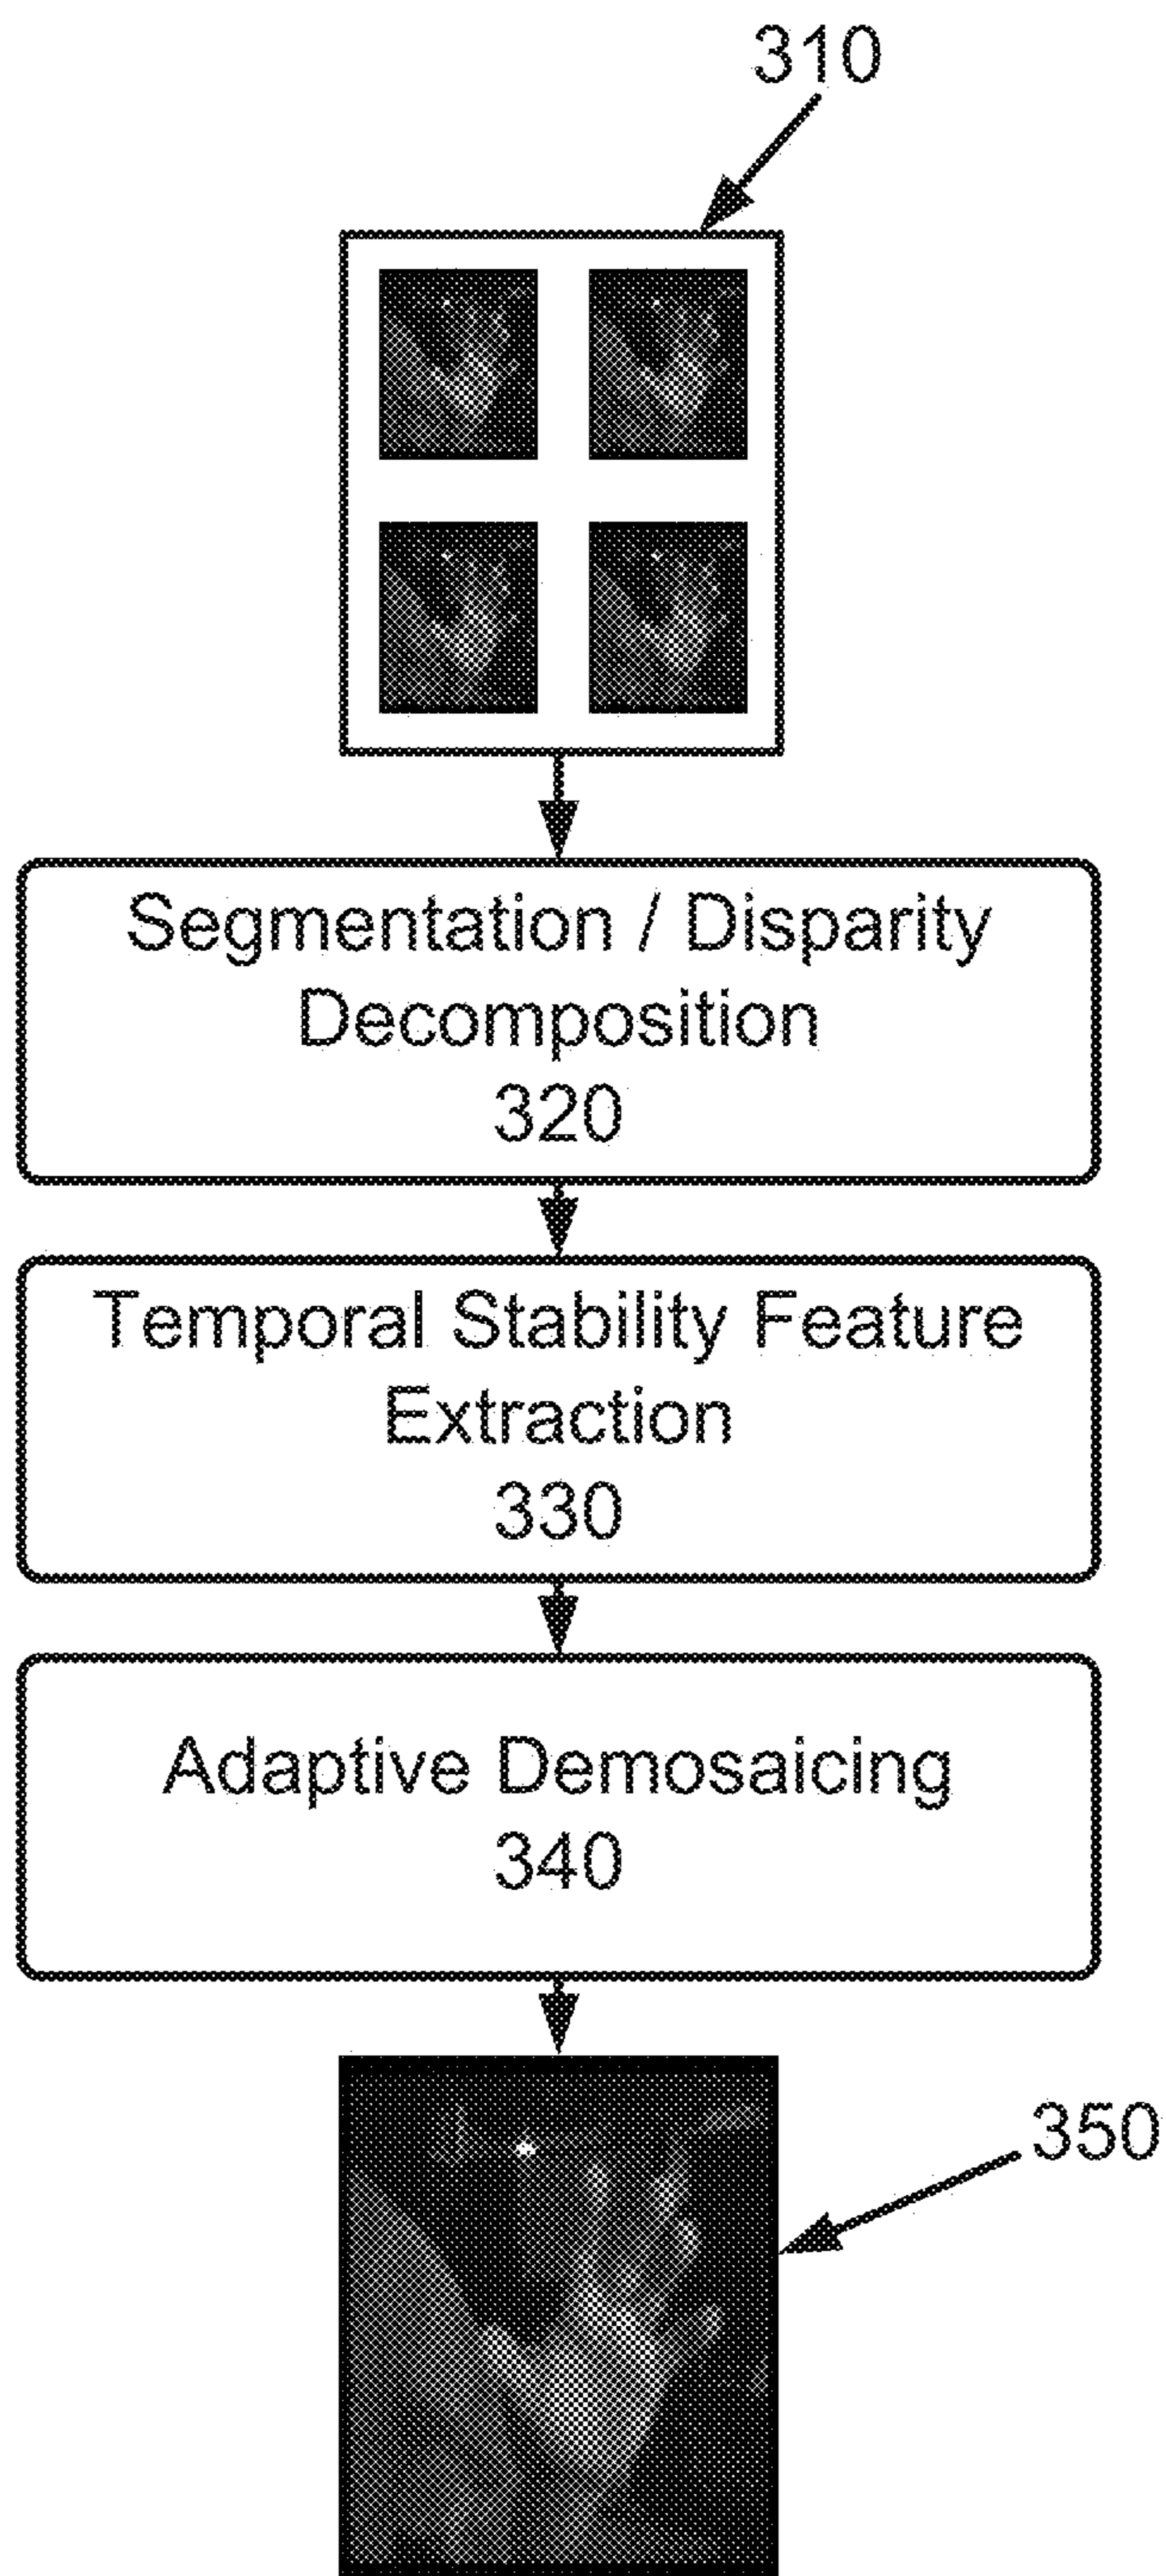 310
Segmentation / Disparity
Decomposition
320
Temporal Stability Feature
Extraction
330
Adaptive Demosaicing
340
350